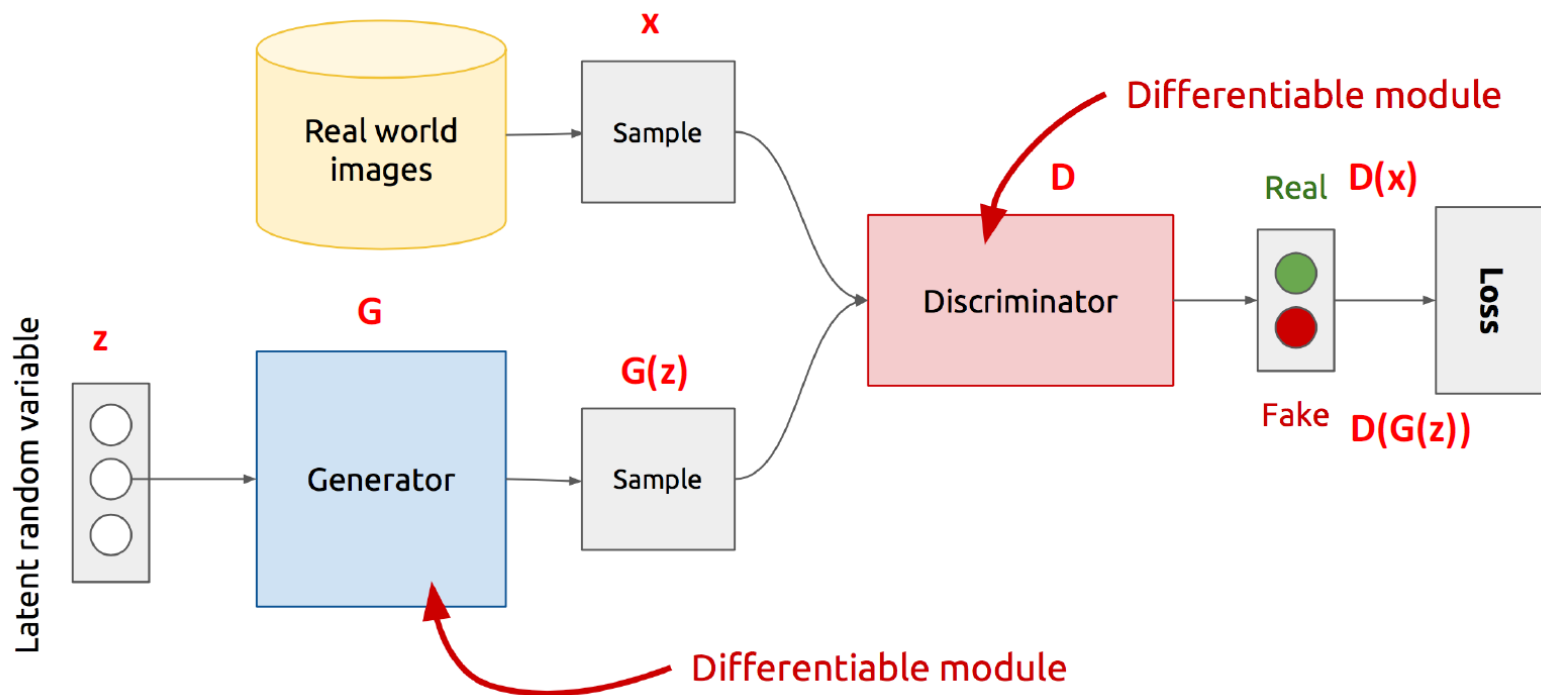 x
Real world
images
Sample
Differentiable module
D
Real
D(x)
Discriminator
Loss
Fake
D(G(z))
Latent random variable
z
G
Generator
G(z)
Sample
Differentiable module